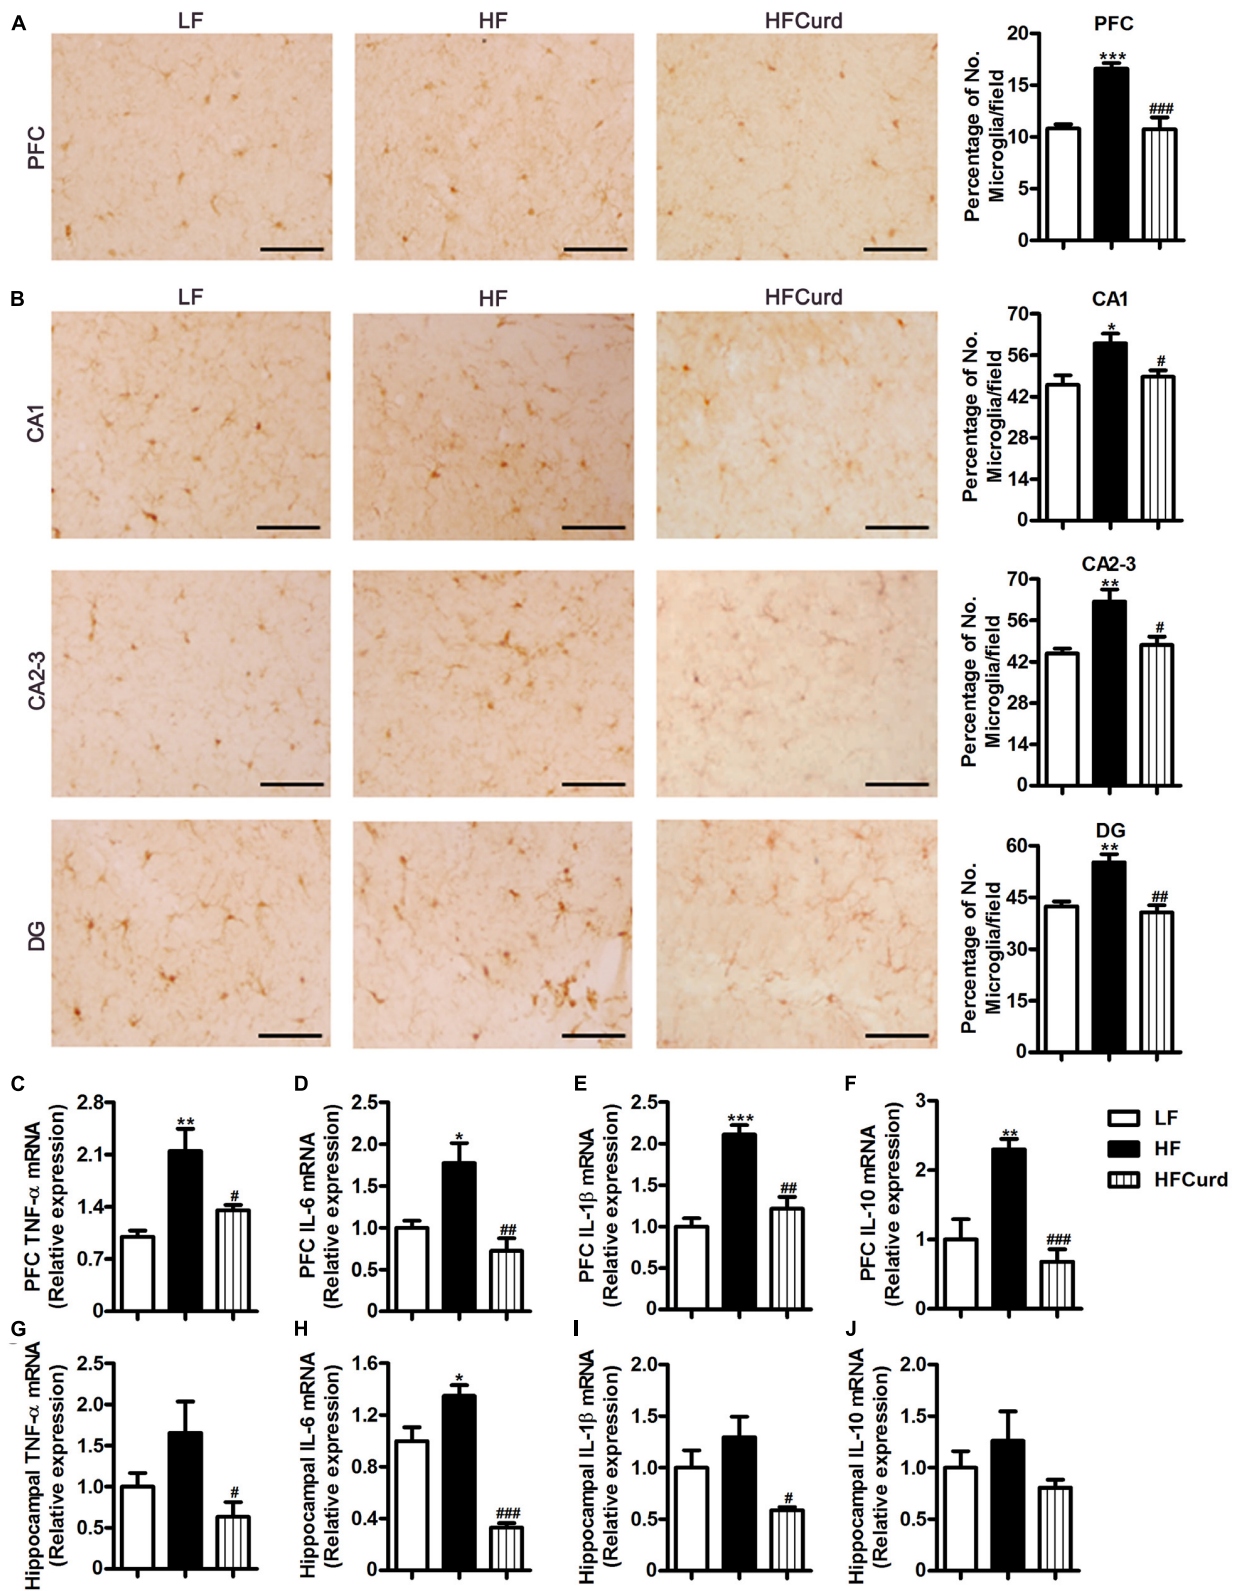 A
LF
HF
HFCurd
PFC
PFC
Percentage of No.
Microglia/field
20
15
10
5
0
***
###
B
LF
HF
HFCurd
CA1
CA1
Percentage of No.
Microglia/field
70
56
42
28
14
0
*
#
CA2-3
CA2-3
Percentage of No.
Microglia/field
70
56
42
28
14
0
**
#
DG
DG
Percentage of No.
Microglia/field
60
45
30
15
0
**
##
C
PFC TNF-α mRNA
(Relative expression)
2.8
2.1
1.4
0.7
0
**
#
D
PFC IL-6 mRNA
(Relative expression)
2.5
2.0
1.5
1.0
0.5
0
*
##
E
PFC IL-1β mRNA
(Relative expression)
2.5
2.0
1.5
1.0
0.5
0
***
##
F
PFC IL-10 mRNA
(Relative expression)
3
2
1
0
**
###
LF
HF
HFCurd
G
Hippocampal TNF-α mRNA
(Relative expression)
2.5
2.0
1.5
1.0
0.5
0
#
H
Hippocampal IL-6 mRNA
(Relative expression)
1.6
1.2
0.8
0.4
0
*
###
I
Hippocampal IL-1β mRNA
(Relative expression)
2.0
1.5
1.0
0.5
0
#
J
Hippocampal IL-10 mRNA
(Relative expression)
2.0
1.5
1.0
0.5
0